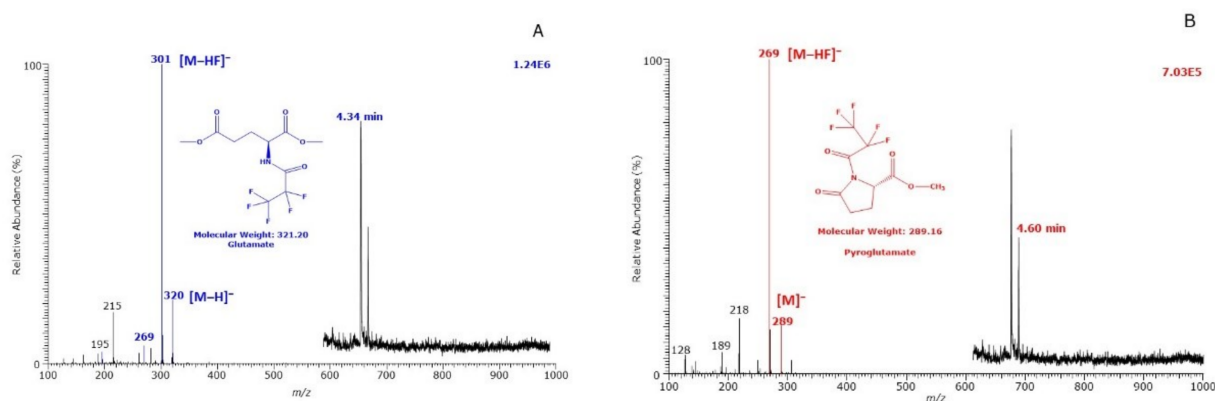 A
301 [M–HF]⁻
1.24E6
100
Relative Abundance (%)
O
O
O
O
HN
O
F
F
F
F
F
Molecular Weight: 321.20
Glutamate
4.34 min
320 [M–H]⁻
215
195
269
0
100 200 300 400 500 600 700 800 900 1000
m/z
B
269 [M–HF]⁻
7.03E5
100
Relative Abundance (%)
F
F
F
F
F
O
O
N
O
O
CH₃
Molecular Weight: 289.16
Pyroglutamate
4.60 min
[M]⁻
289
218
189
128
0
100 200 300 400 500 600 700 800 900 1000
m/z